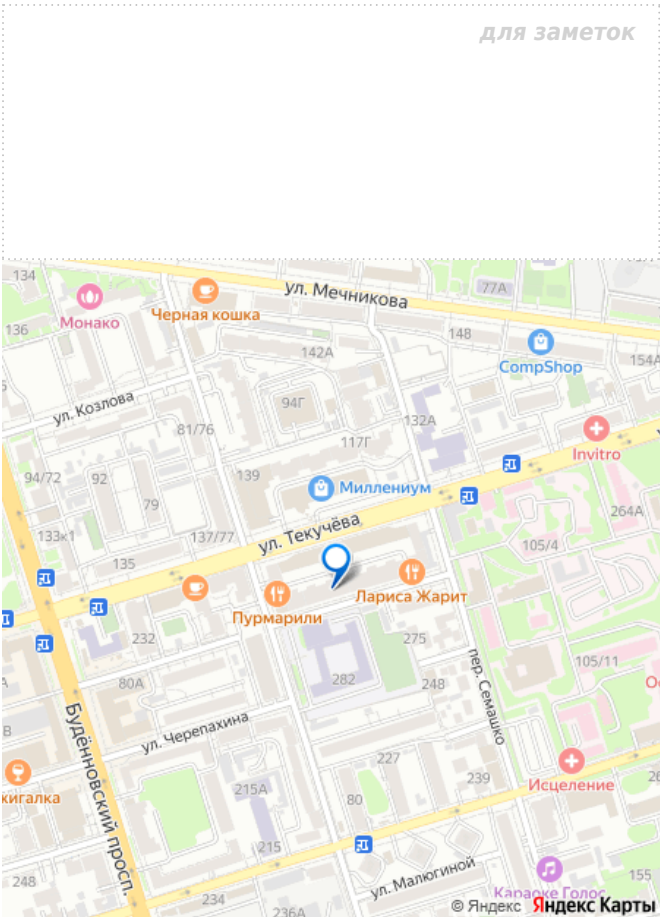 для заметок
134
ул. Мечникова
77А
Монако
Черная кошка
136
148
142А
CompShop
154А
ул. Козлова
94Г
132А
81/76
117Г
Invitro
94/72
92
139
79
Миллениум
264А
133к1
137/77
ул. Текучёва
135
105/4
Лариса Жарит
Пурмарили
232
275
105/11
80А
282
248
пер. Семашко
ул. Черепахина
Будённовский просп.
227
239
Исцеление
215А
80
215
248
234
236А
ул. Малюгиной
Караоке Голос
155
© Яндекс Яндекс Карты